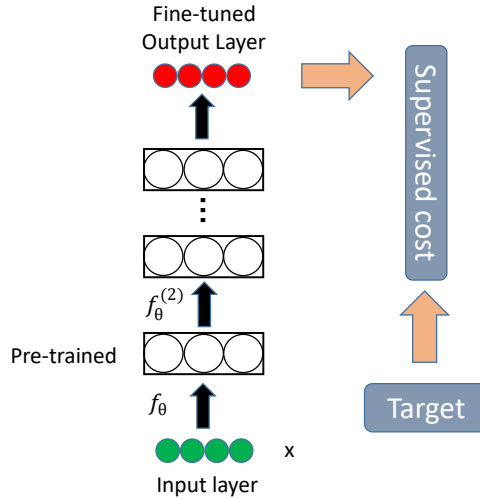 Fine-tuned
Output Layer
Supervised cost
⋮
f_θ^(2)
Pre-trained
f_θ
Target
x
Input layer